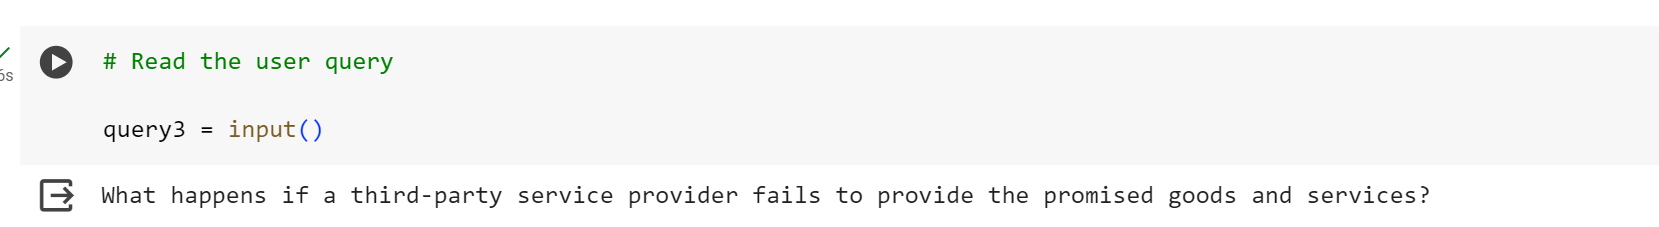 # Read the user query
6s
query3 = input()
What happens if a third-party service provider fails to provide the promised goods and services?